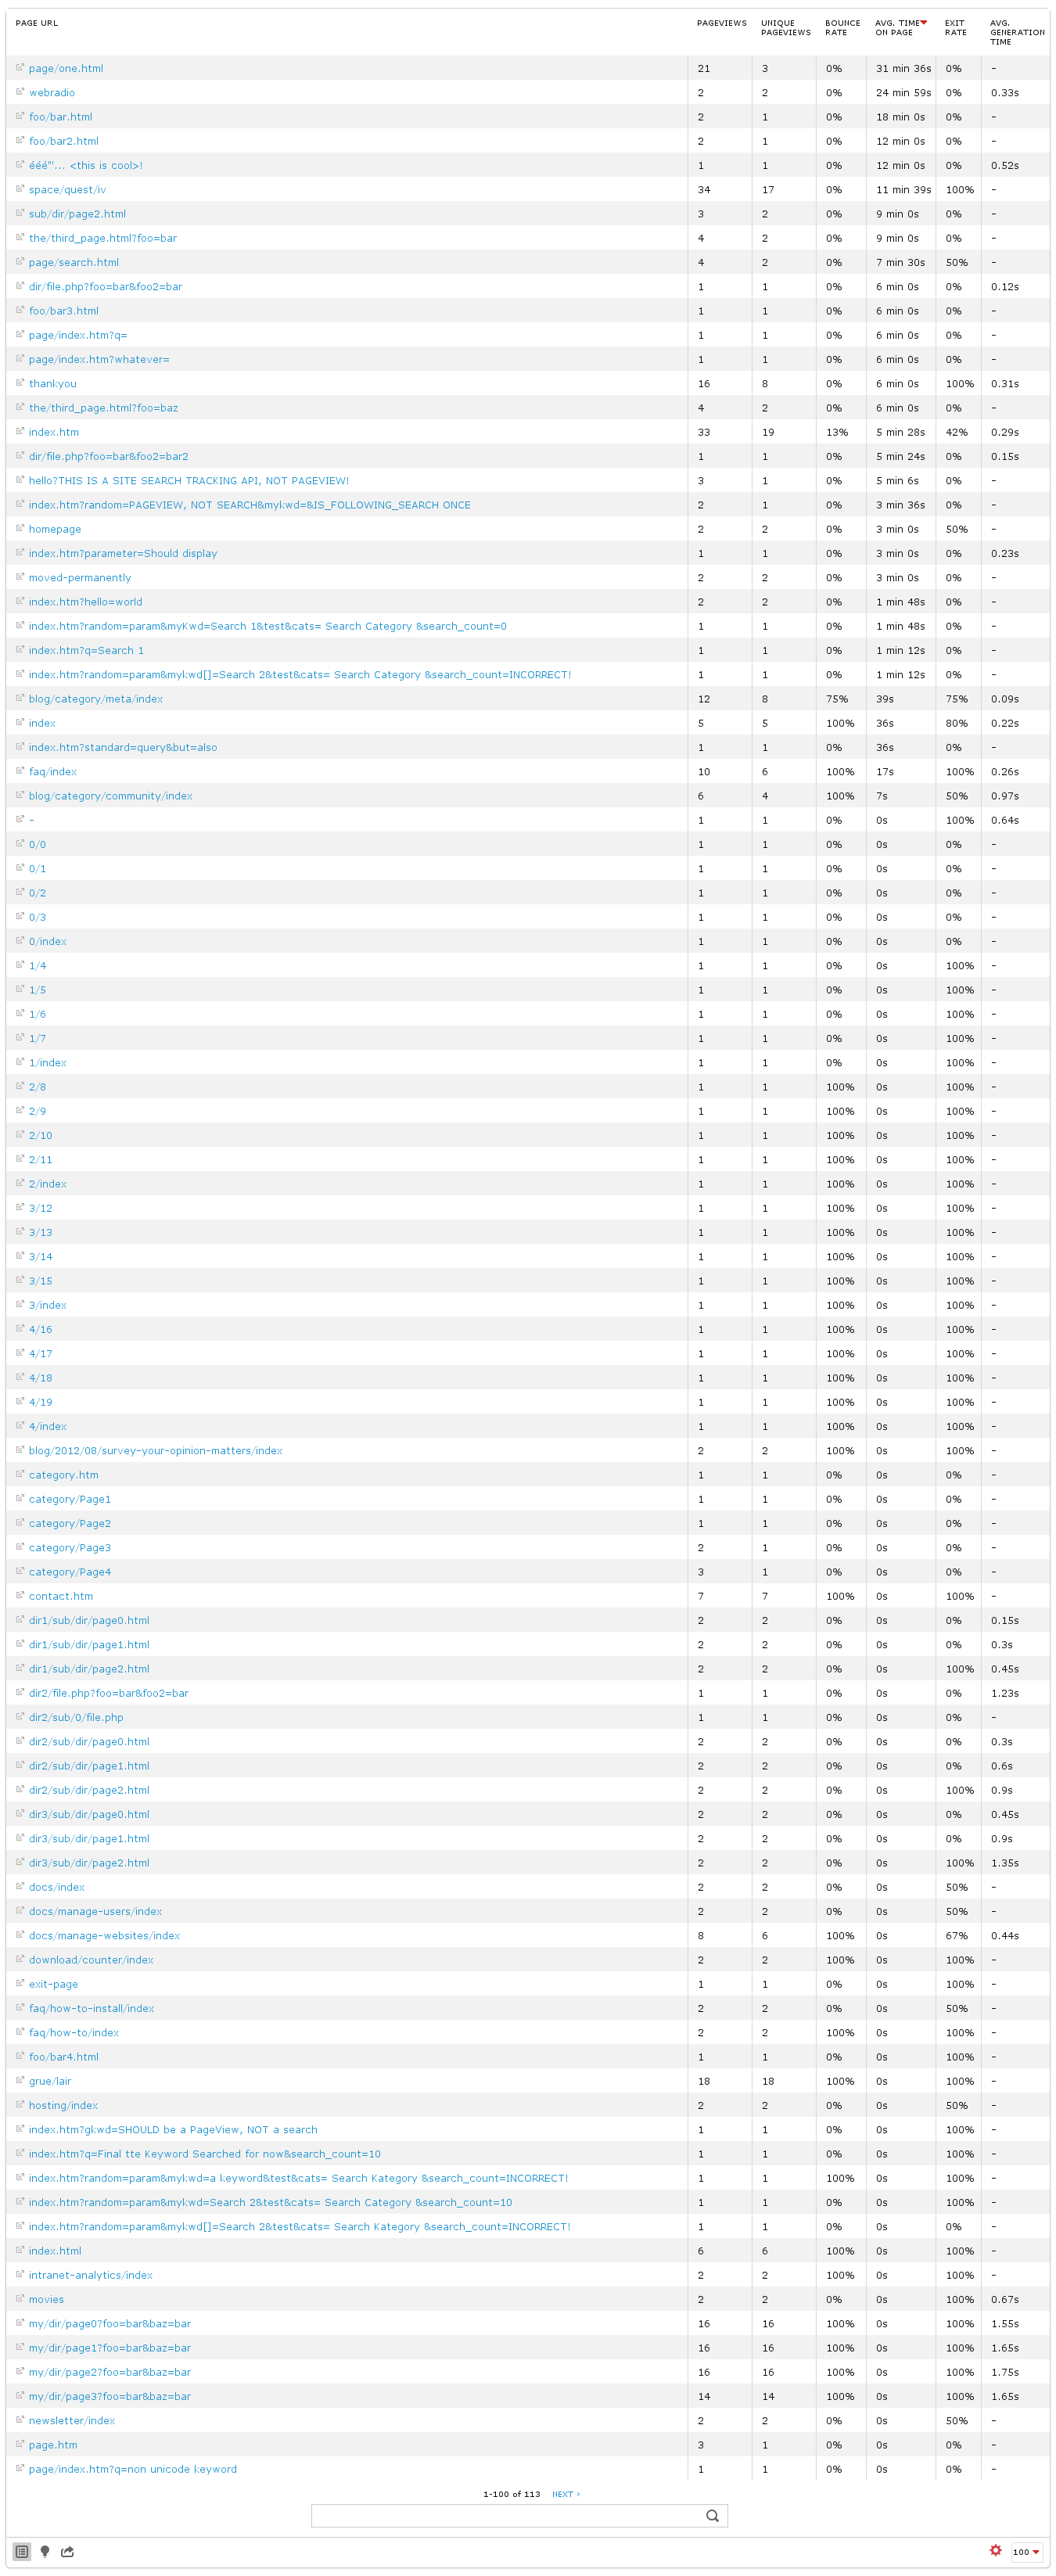 PAGE URL PAGEVIEWS UNIQUE PAGEVIEWS BOUNCE RATE AVG. TIME ON PAGE EXIT RATE AVG. GENERATION TIME
page/one.html 21 3 0% 31 min 36s 0% -
webradio 2 2 0% 24 min 59s 0% 0.33s
foo/bar.html 2 1 0% 18 min 0s 0% -
foo/bar2.html 2 1 0% 12 min 0s 0% -
ééé"'... <this is cool>! 1 1 0% 12 min 0s 0% 0.52s
space/quest/iv 34 17 0% 11 min 39s 100% -
sub/dir/page2.html 3 2 0% 9 min 0s 0% -
the/third_page.html?foo=bar 4 2 0% 9 min 0s 0% -
page/search.html 4 2 0% 7 min 30s 50% -
dir/file.php?foo=bar&foo2=bar 1 1 0% 6 min 0s 0% 0.12s
foo/bar3.html 1 1 0% 6 min 0s 0% -
page/index.htm?q= 1 1 0% 6 min 0s 0% -
page/index.htm?whatever= 1 1 0% 6 min 0s 0% -
thankyou 16 8 0% 6 min 0s 100% 0.31s
the/third_page.html?foo=baz 4 2 0% 6 min 0s 0% -
index.htm 33 19 13% 5 min 28s 42% 0.29s
dir/file.php?foo=bar&foo2=bar2 1 1 0% 5 min 24s 0% 0.15s
hello?THIS IS A SITE SEARCH TRACKING API, NOT PAGEVIEW! 3 1 0% 5 min 6s 0% -
index.htm?random=PAGEVIEW, NOT SEARCH&mykwd=&IS_FOLLOWING_SEARCH ONCE 2 1 0% 3 min 36s 0% -
homepage 2 2 0% 3 min 0s 50% -
index.htm?parameter=Should display 1 1 0% 3 min 0s 0% 0.23s
moved-permanently 2 2 0% 3 min 0s 0% -
index.htm?hello=world 2 2 0% 1 min 48s 0% -
index.htm?random=param&myKwd=Search 1&test&cats= Search Category &search_count=0 1 1 0% 1 min 48s 0% -
index.htm?q=Search 1 1 1 0% 1 min 12s 0% -
index.htm?random=param&mykwd[]=Search 2&test&cats= Search Category &search_count=INCORRECT! 1 1 0% 1 min 12s 0% -
blog/category/meta/index 12 8 75% 39s 75% 0.09s
index 5 5 100% 36s 80% 0.22s
index.htm?standard=query&but=also 1 1 0% 36s 0% -
faq/index 10 6 100% 17s 100% 0.26s
blog/category/community/index 6 4 100% 7s 50% 0.97s
- 1 1 0% 0s 100% 0.64s
0/0 1 1 0% 0s 0% -
0/1 1 1 0% 0s 0% -
0/2 1 1 0% 0s 0% -
0/3 1 1 0% 0s 0% -
0/index 1 1 0% 0s 0% -
1/4 1 1 0% 0s 100% -
1/5 1 1 0% 0s 100% -
1/6 1 1 0% 0s 100% -
1/7 1 1 0% 0s 100% -
1/index 1 1 0% 0s 100% -
2/8 1 1 100% 0s 100% -
2/9 1 1 100% 0s 100% -
2/10 1 1 100% 0s 100% -
2/11 1 1 100% 0s 100% -
2/index 1 1 100% 0s 100% -
3/12 1 1 100% 0s 100% -
3/13 1 1 100% 0s 100% -
3/14 1 1 100% 0s 100% -
3/15 1 1 100% 0s 100% -
3/index 1 1 100% 0s 100% -
4/16 1 1 100% 0s 100% -
4/17 1 1 100% 0s 100% -
4/18 1 1 100% 0s 100% -
4/19 1 1 100% 0s 100% -
4/index 1 1 100% 0s 100% -
blog/2012/08/survey-your-opinion-matters/index 2 2 100% 0s 100% -
category.htm 1 1 0% 0s 0% -
category/Page1 1 1 0% 0s 0% -
category/Page2 1 1 0% 0s 0% -
category/Page3 2 1 0% 0s 0% -
category/Page4 3 1 0% 0s 0% -
contact.htm 7 7 100% 0s 100% -
dir1/sub/dir/page0.html 2 2 0% 0s 0% 0.15s
dir1/sub/dir/page1.html 2 2 0% 0s 0% 0.3s
dir1/sub/dir/page2.html 2 2 0% 0s 100% 0.45s
dir2/file.php?foo=bar&foo2=bar 1 1 0% 0s 0% 1.23s
dir2/sub/0/file.php 1 1 0% 0s 0% -
dir2/sub/dir/page0.html 2 2 0% 0s 0% 0.3s
dir2/sub/dir/page1.html 2 2 0% 0s 0% 0.6s
dir2/sub/dir/page2.html 2 2 0% 0s 100% 0.9s
dir3/sub/dir/page0.html 2 2 0% 0s 0% 0.45s
dir3/sub/dir/page1.html 2 2 0% 0s 0% 0.9s
dir3/sub/dir/page2.html 2 2 0% 0s 100% 1.35s
docs/index 2 2 0% 0s 50% -
docs/manage-users/index 2 2 0% 0s 50% -
docs/manage-websites/index 8 6 100% 0s 67% 0.44s
download/counter/index 2 2 100% 0s 100% -
exit-page 1 1 0% 0s 100% -
faq/how-to-install/index 2 2 0% 0s 50% -
faq/how-to/index 2 2 100% 0s 100% -
foo/bar4.html 1 1 0% 0s 100% -
grue/lair 18 18 100% 0s 100% -
hosting/index 2 2 0% 0s 50% -
index.htm?gkwd=SHOULD be a PageView, NOT a search 1 1 0% 0s 100% -
index.htm?q=Final tte Keyword Searched for now&search_count=10 1 1 0% 0s 100% -
index.htm?random=param&mykwd=a keyword&test&cats= Search Kategory &search_count=INCORRECT! 1 1 100% 0s 100% -
index.htm?random=param&mykwd=Search 2&test&cats= Search Category &search_count=10 1 1 0% 0s 100% -
index.htm?random=param&mykwd[]=Search 2&test&cats= Search Kategory &search_count=INCORRECT! 1 1 0% 0s 0% -
index.html 6 6 100% 0s 100% -
intranet-analytics/index 2 2 100% 0s 100% -
movies 2 2 0% 0s 100% 0.67s
my/dir/page0?foo=bar&baz=bar 16 16 100% 0s 100% 1.55s
my/dir/page1?foo=bar&baz=bar 16 16 100% 0s 100% 1.65s
my/dir/page2?foo=bar&baz=bar 16 16 100% 0s 100% 1.75s
my/dir/page3?foo=bar&baz=bar 14 14 100% 0s 100% 1.65s
newsletter/index 2 2 0% 0s 50% -
page.htm 3 1 0% 0s 0% -
page/index.htm?q=non unicode keyword 1 1 0% 0s 0% -
1-100 of 113 NEXT ›
100